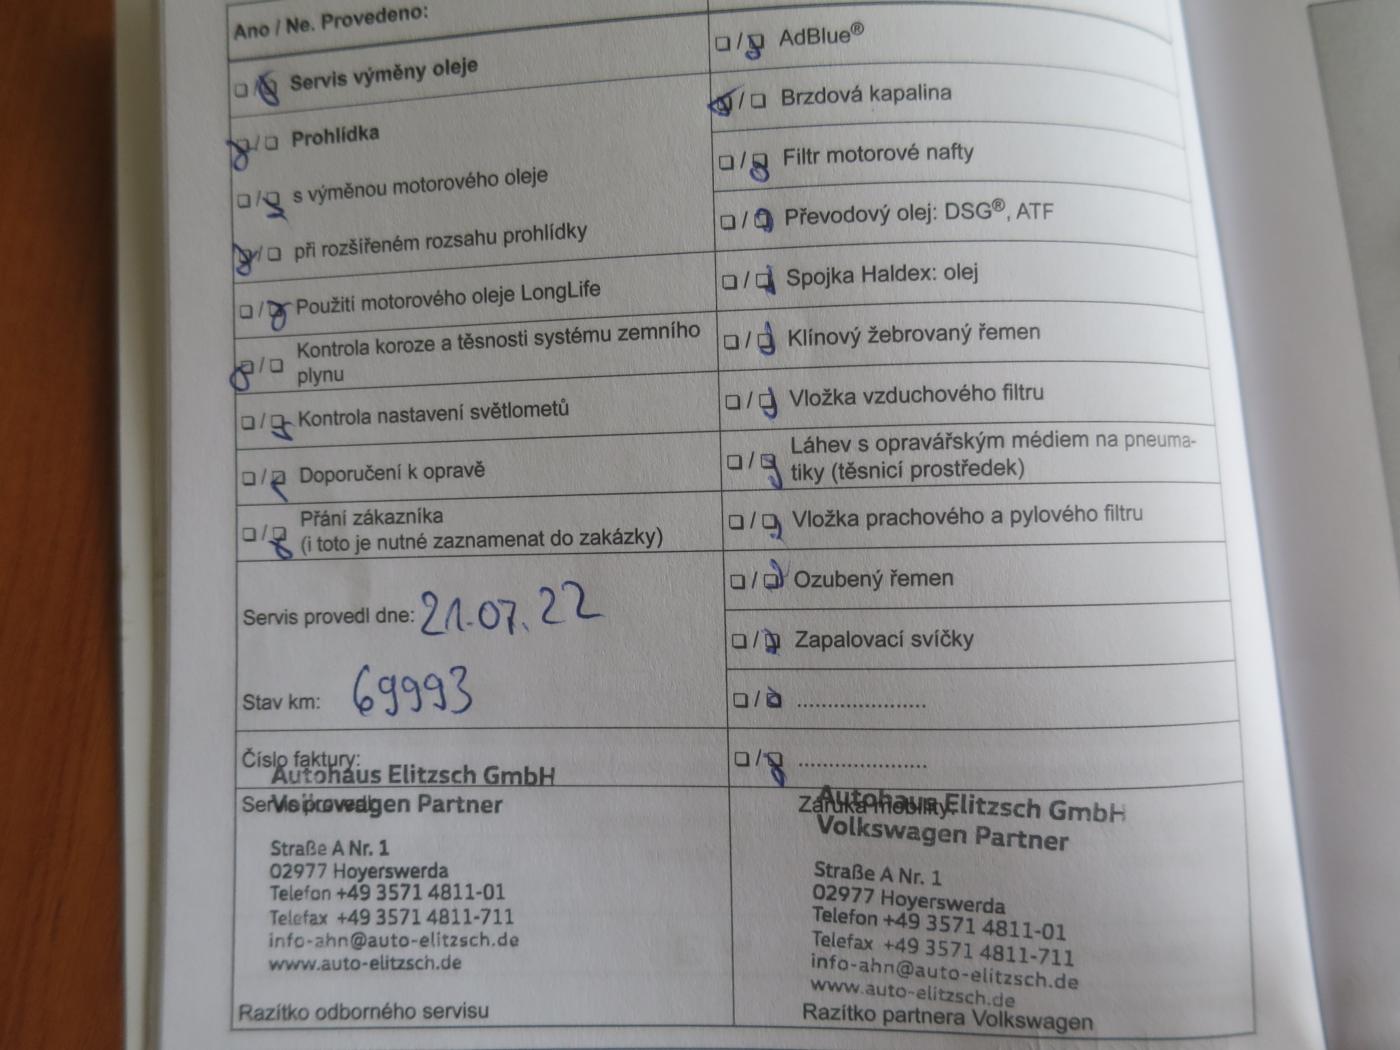 Ano / Ne. Provedeno:
☐ / ☒ Servis výměny oleje
☒ / ☐ Prohlídka
☐ / ☒ s výměnou motorového oleje
☒ / ☐ při rozšířeném rozsahu prohlídky
☐ / ☒ Použití motorového oleje LongLife
☒ / ☐ Kontrola koroze a těsnosti systému zemního
plynu
☐ / ☒ Kontrola nastavení světlometů
☐ / ☒ Doporučení k opravě
☐ / ☒ Přání zákazníka
(i toto je nutné zaznamenat do zakázky)
Servis provedl dne: 21.07.22
Stav km: 69993
Číslo faktury:
Servis provedl:
Autohaus Elitzsch GmbH
Volkswagen Partner
Straße A Nr. 1
02977 Hoyerswerda
Telefon +49 3571 4811-01
Telefax +49 3571 4811-711
info-ahn@auto-elitzsch.de
www.auto-elitzsch.de
Razítko odborného servisu
☐ / ☒ AdBlue®
☒ / ☐ Brzdová kapalina
☐ / ☒ Filtr motorové nafty
☐ / ☒ Převodový olej: DSG®, ATF
☐ / ☒ Spojka Haldex: olej
☐ / ☒ Klínový žebrovaný řemen
☐ / ☒ Vložka vzduchového filtru
☐ / ☒ Láhev s opravářským médiem na pneuma-
tiky (těsnicí prostředek)
☐ / ☒ Vložka prachového a pylového filtru
☐ / ☒ Ozubený řemen
☐ / ☒ Zapalovací svíčky
☐ / ☒ .....................
☐ / ☒ .....................
Záruka mobility:
Autohaus Elitzsch GmbH
Volkswagen Partner
Straße A Nr. 1
02977 Hoyerswerda
Telefon +49 3571 4811-01
Telefax +49 3571 4811-711
info-ahn@auto-elitzsch.de
www.auto-elitzsch.de
Razítko partnera Volkswagen